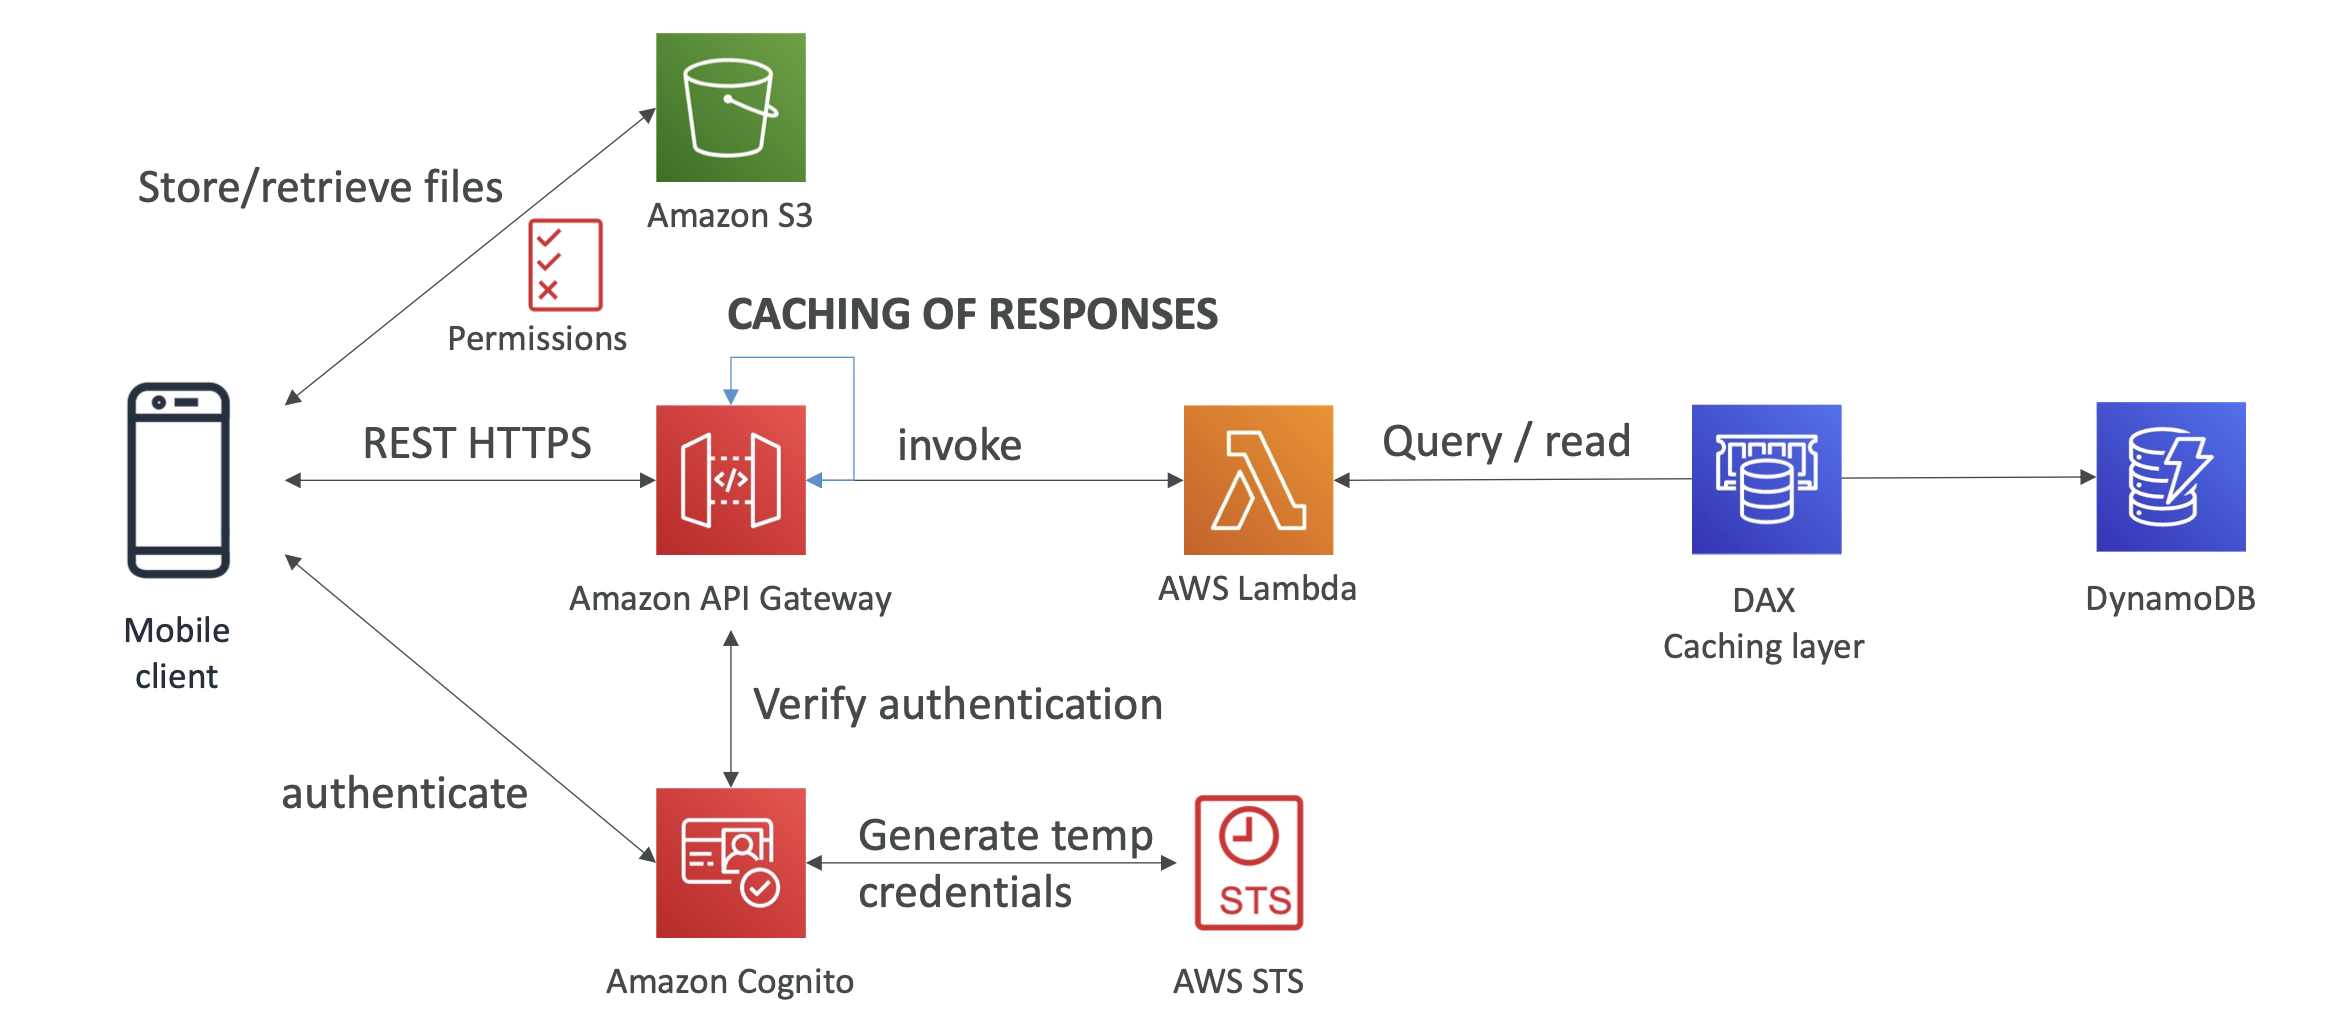 Store/retrieve files
Amazon S3
Permissions
CACHING OF RESPONSES
REST HTTPS
invoke
Query / read
</>
Mobile
client
Amazon API Gateway
AWS Lambda
DAX
Caching layer
DynamoDB
Verify authentication
authenticate
Generate temp
credentials
STS
Amazon Cognito
AWS STS